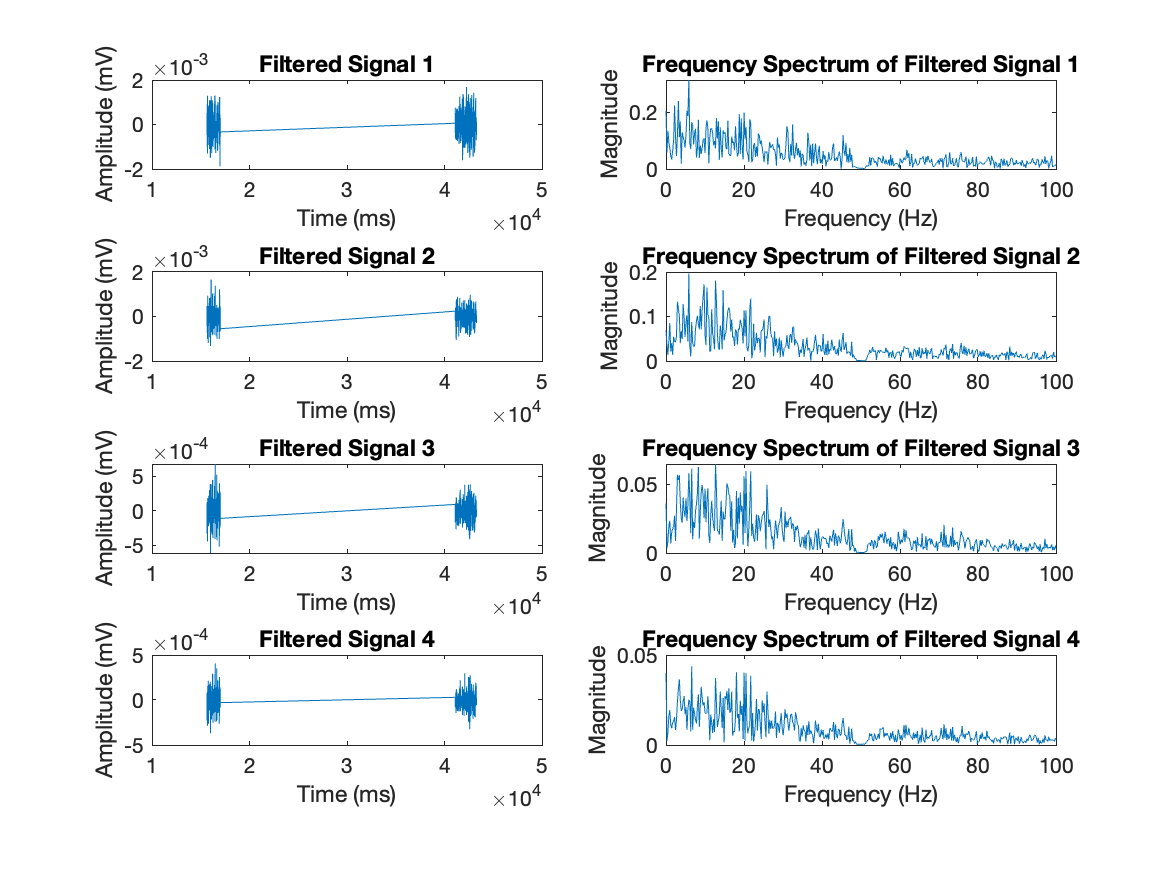 Filtered Signal 1
×10-3
Amplitude (mV)
2
0
-2
1 2 3 4 5
Time (ms)
×104
Frequency Spectrum of Filtered Signal 1
Magnitude
0.2
0
0 20 40 60 80 100
Frequency (Hz)
Filtered Signal 2
×10-3
Amplitude (mV)
2
0
-2
1 2 3 4 5
Time (ms)
×104
Frequency Spectrum of Filtered Signal 2
Magnitude
0.2
0.1
0
0 20 40 60 80 100
Frequency (Hz)
Filtered Signal 3
×10-4
Amplitude (mV)
5
0
-5
1 2 3 4 5
Time (ms)
×104
Frequency Spectrum of Filtered Signal 3
Magnitude
0.05
0
0 20 40 60 80 100
Frequency (Hz)
Filtered Signal 4
×10-4
Amplitude (mV)
5
0
-5
1 2 3 4 5
Time (ms)
×104
Frequency Spectrum of Filtered Signal 4
Magnitude
0.05
0
0 20 40 60 80 100
Frequency (Hz)